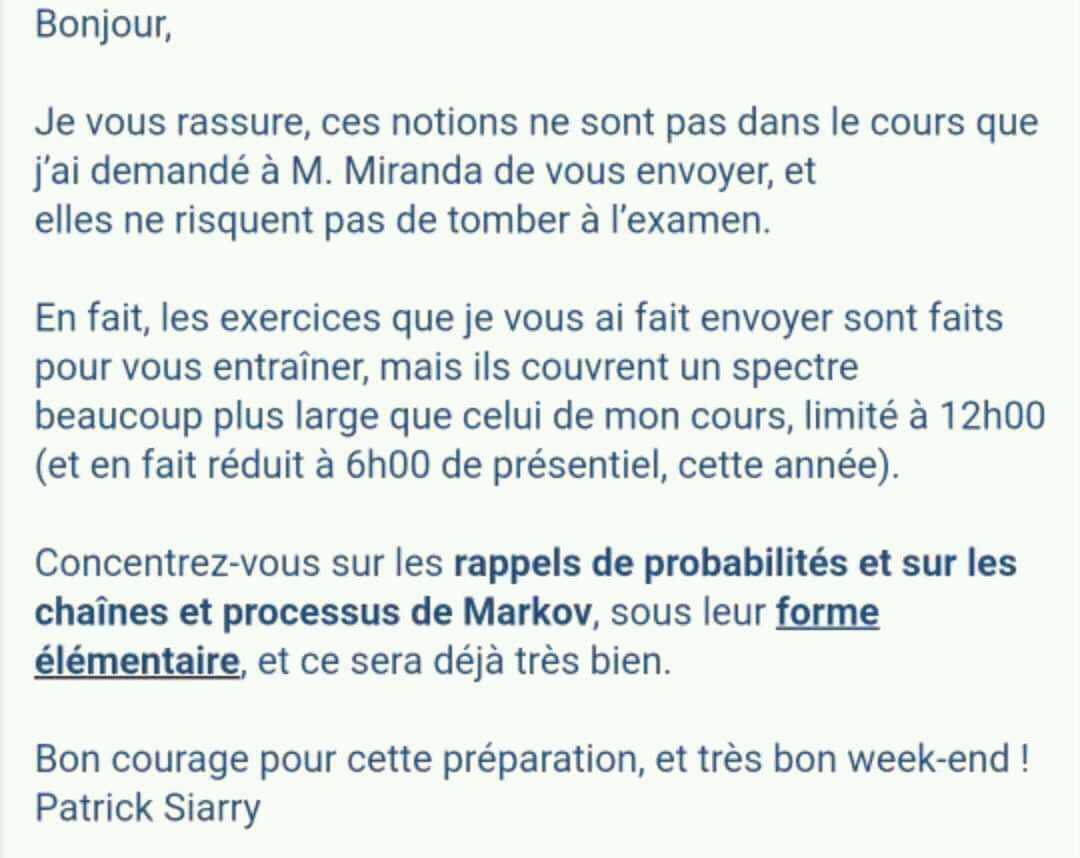 Bonjour,
Je vous rassure, ces notions ne sont pas dans le cours que
j’ai demandé à M. Miranda de vous envoyer, et
elles ne risquent pas de tomber à l’examen.
En fait, les exercices que je vous ai fait envoyer sont faits
pour vous entraîner, mais ils couvrent un spectre
beaucoup plus large que celui de mon cours, limité à 12h00
(et en fait réduit à 6h00 de présentiel, cette année).
Concentrez-vous sur les rappels de probabilités et sur les
chaînes et processus de Markov, sous leur forme
élémentaire, et ce sera déjà très bien.
Bon courage pour cette préparation, et très bon week-end !
Patrick Siarry